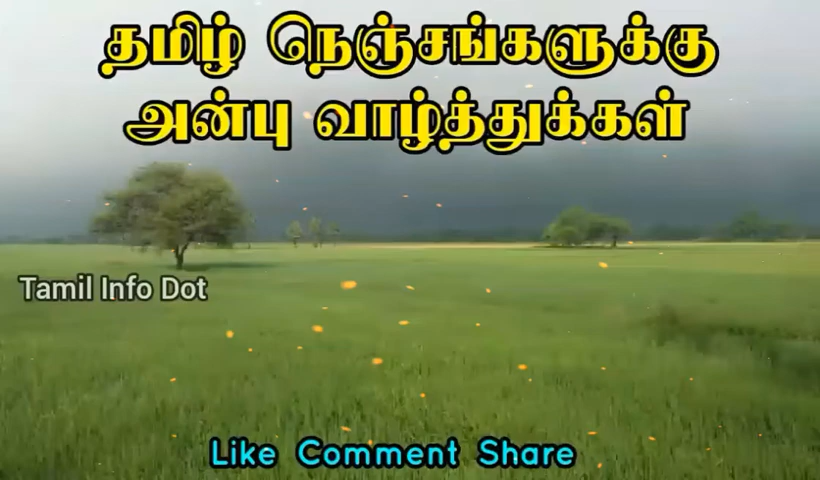 தமிழ் நெஞ்சங்களுக்கு
அன்பு வாழ்த்துக்கள்
Tamil Info Dot
Like Comment Share